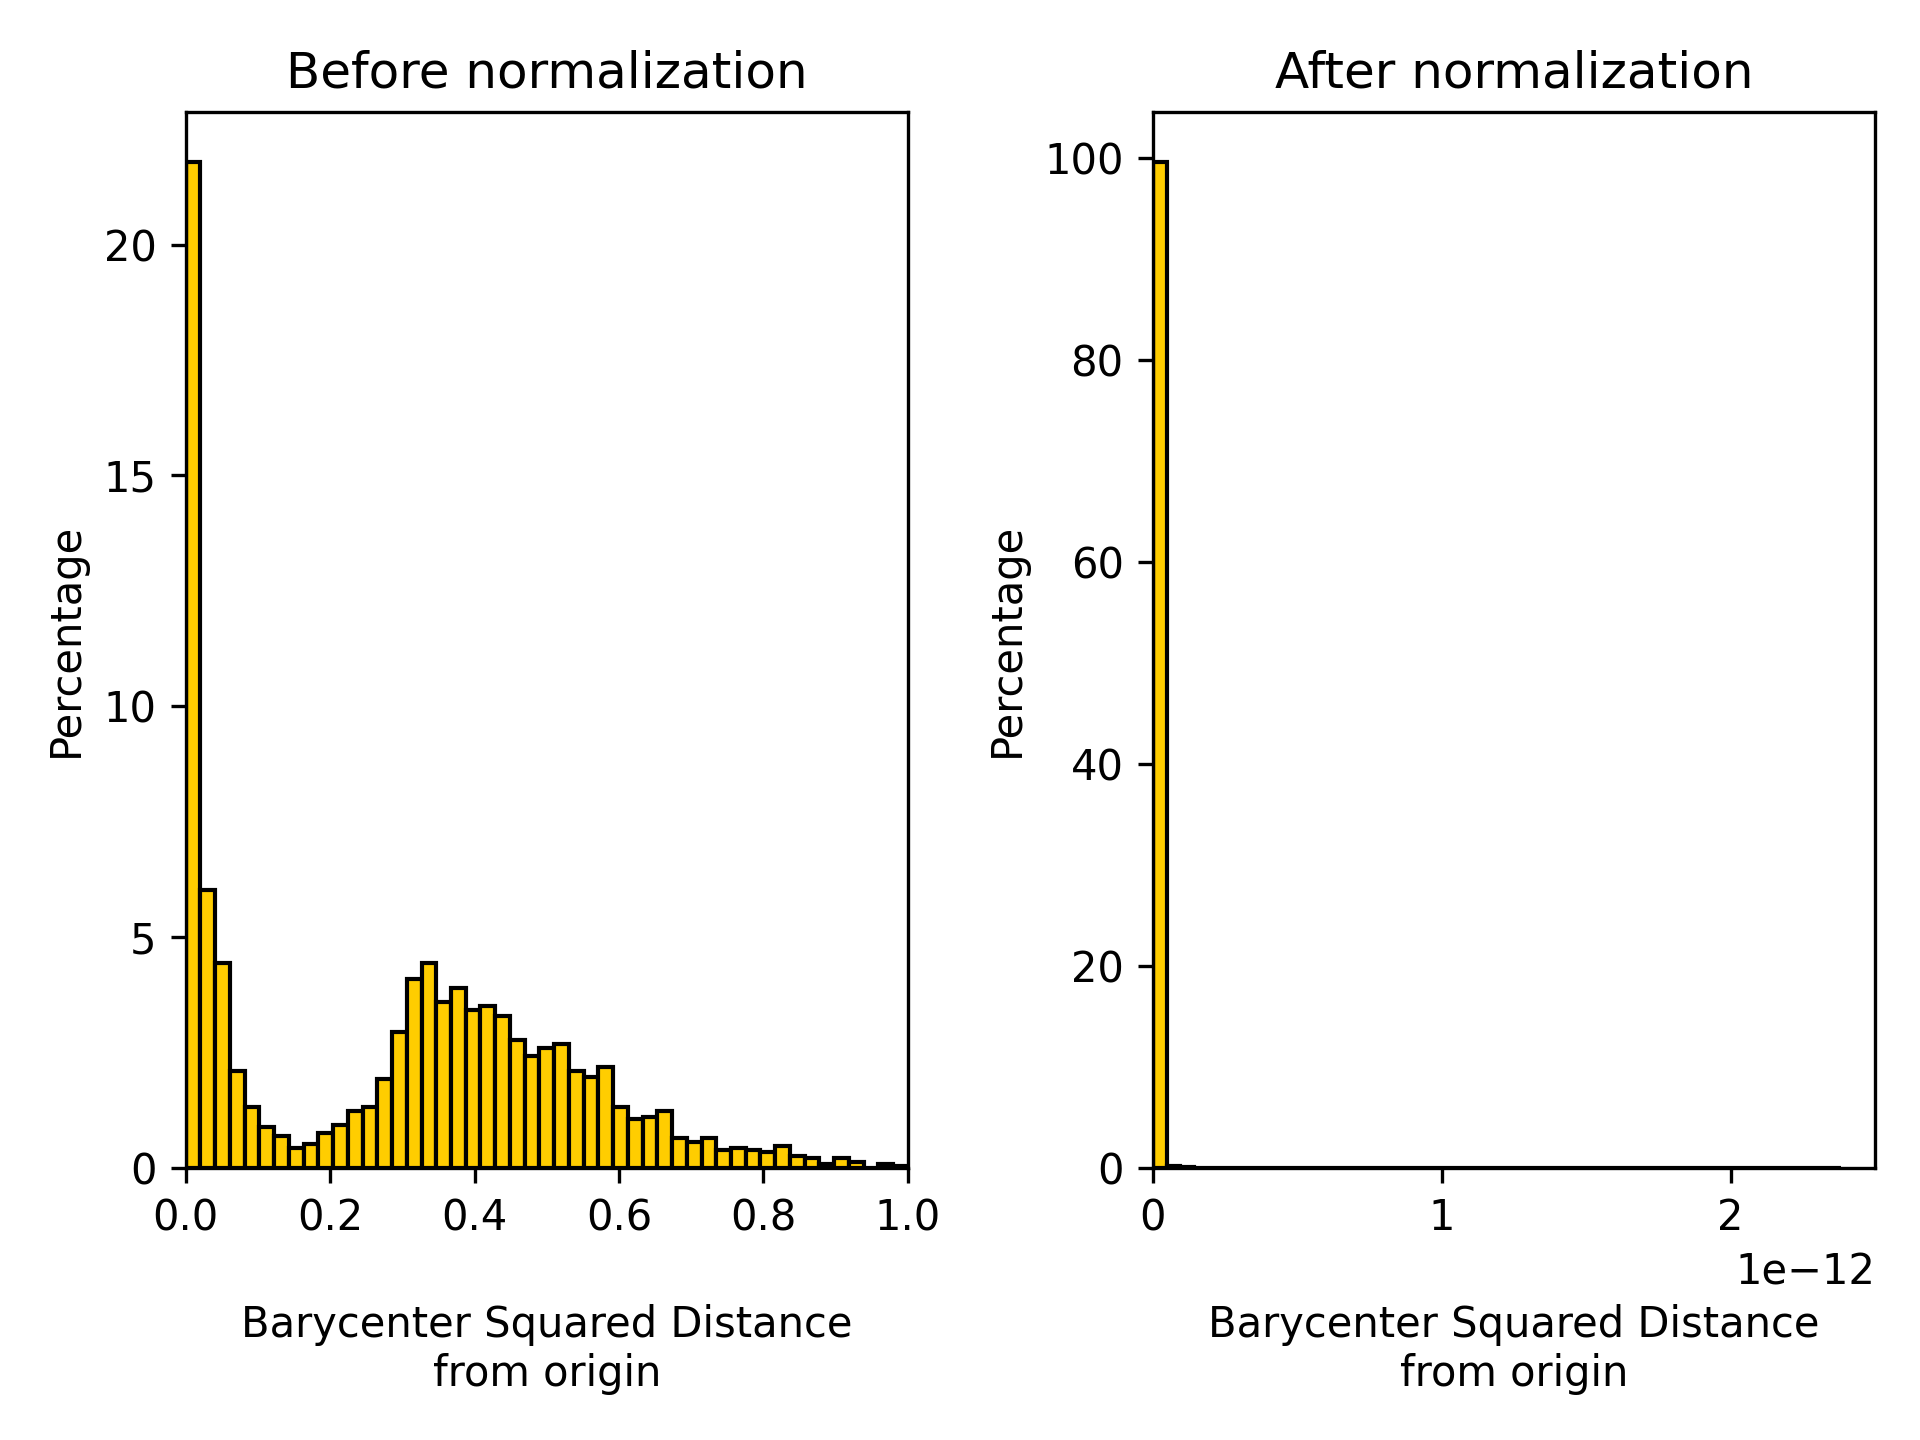 Before normalization
Percentage
20
15
10
5
0
0.0 0.2 0.4 0.6 0.8 1.0
Barycenter Squared Distance
from origin
After normalization
Percentage
100
80
60
40
20
0
0 1 2
1e−12
Barycenter Squared Distance
from origin